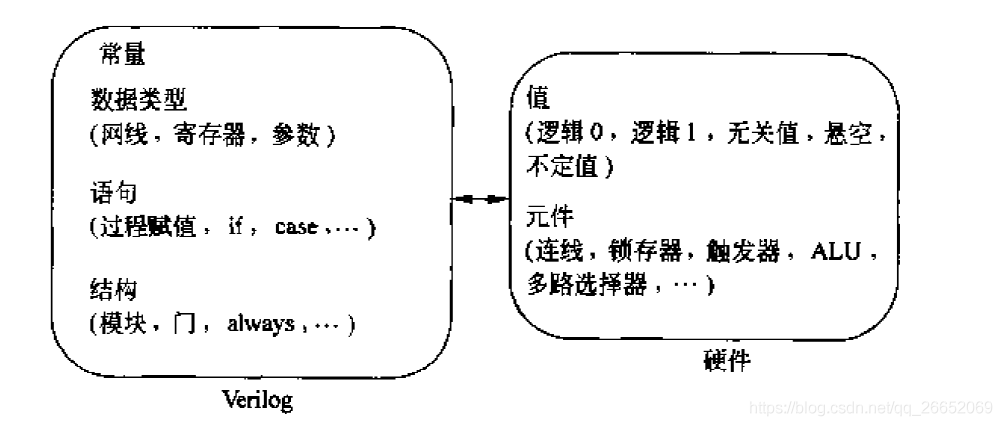 常量
数据类型
(网线，寄存器，参数)
语句
(过程赋值，if，case，…)
结构
(模块，门，always，…)
Verilog
值
(逻辑0，逻辑1，无关值，悬空，
不定值)
元件
(连线，锁存器，触发器，ALU，
多路选择器，…)
硬件
https://blog.csdn.net/qq_26652069